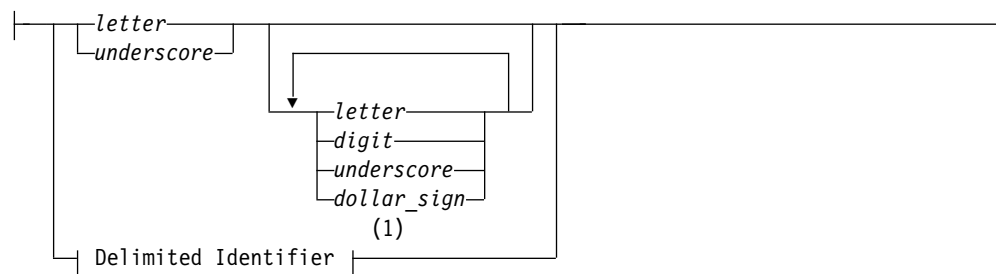 letter
underscore
letter
digit
underscore
dollar_sign
(1)
Delimited Identifier